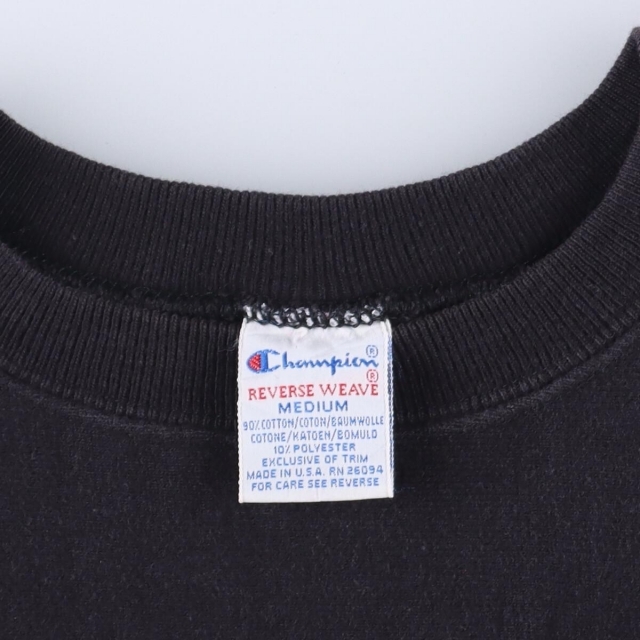 Champion®
REVERSE WEAVE®
MEDIUM
90% COTTON/COTON/BAUMWOLLE
COTONE/KATOEN/BOMULD
10% POLYESTER
EXCLUSIVE OF TRIM
MADE IN U.S.A. RN 26094
FOR CARE SEE REVERSE